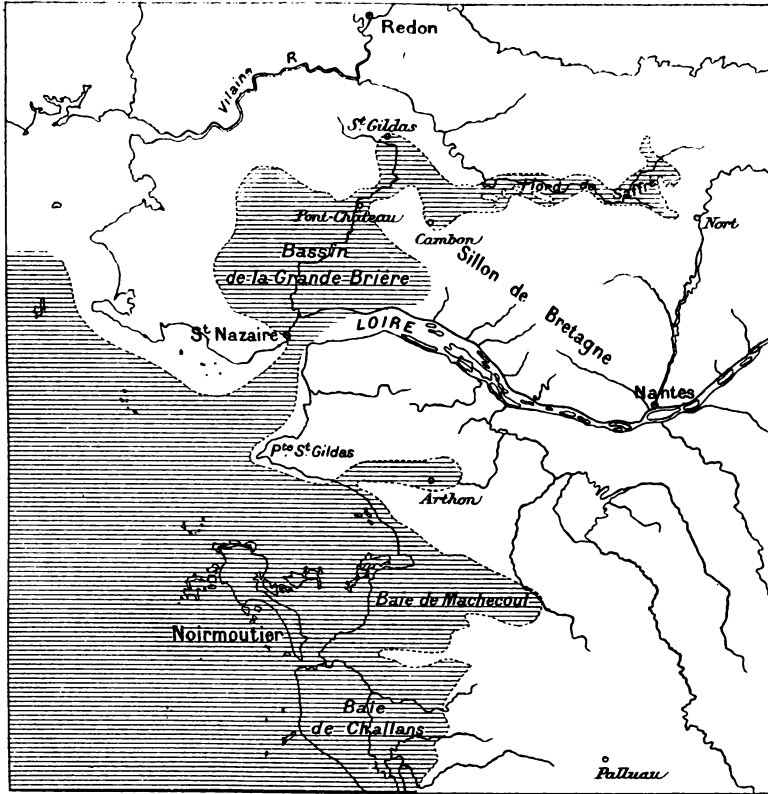 Redon
Vilaine R
St Gildas
Fiord de Saffré
Pont-Château
Cambon
Nort
Bassin
de-la-Grande-Brière
Sillon de Bretagne
St Nazaire
LOIRE
Nantes
Pte St Gildas
Arthon
Baie de Machecoul
Noirmoutier
Baie
de Challans
Palluau